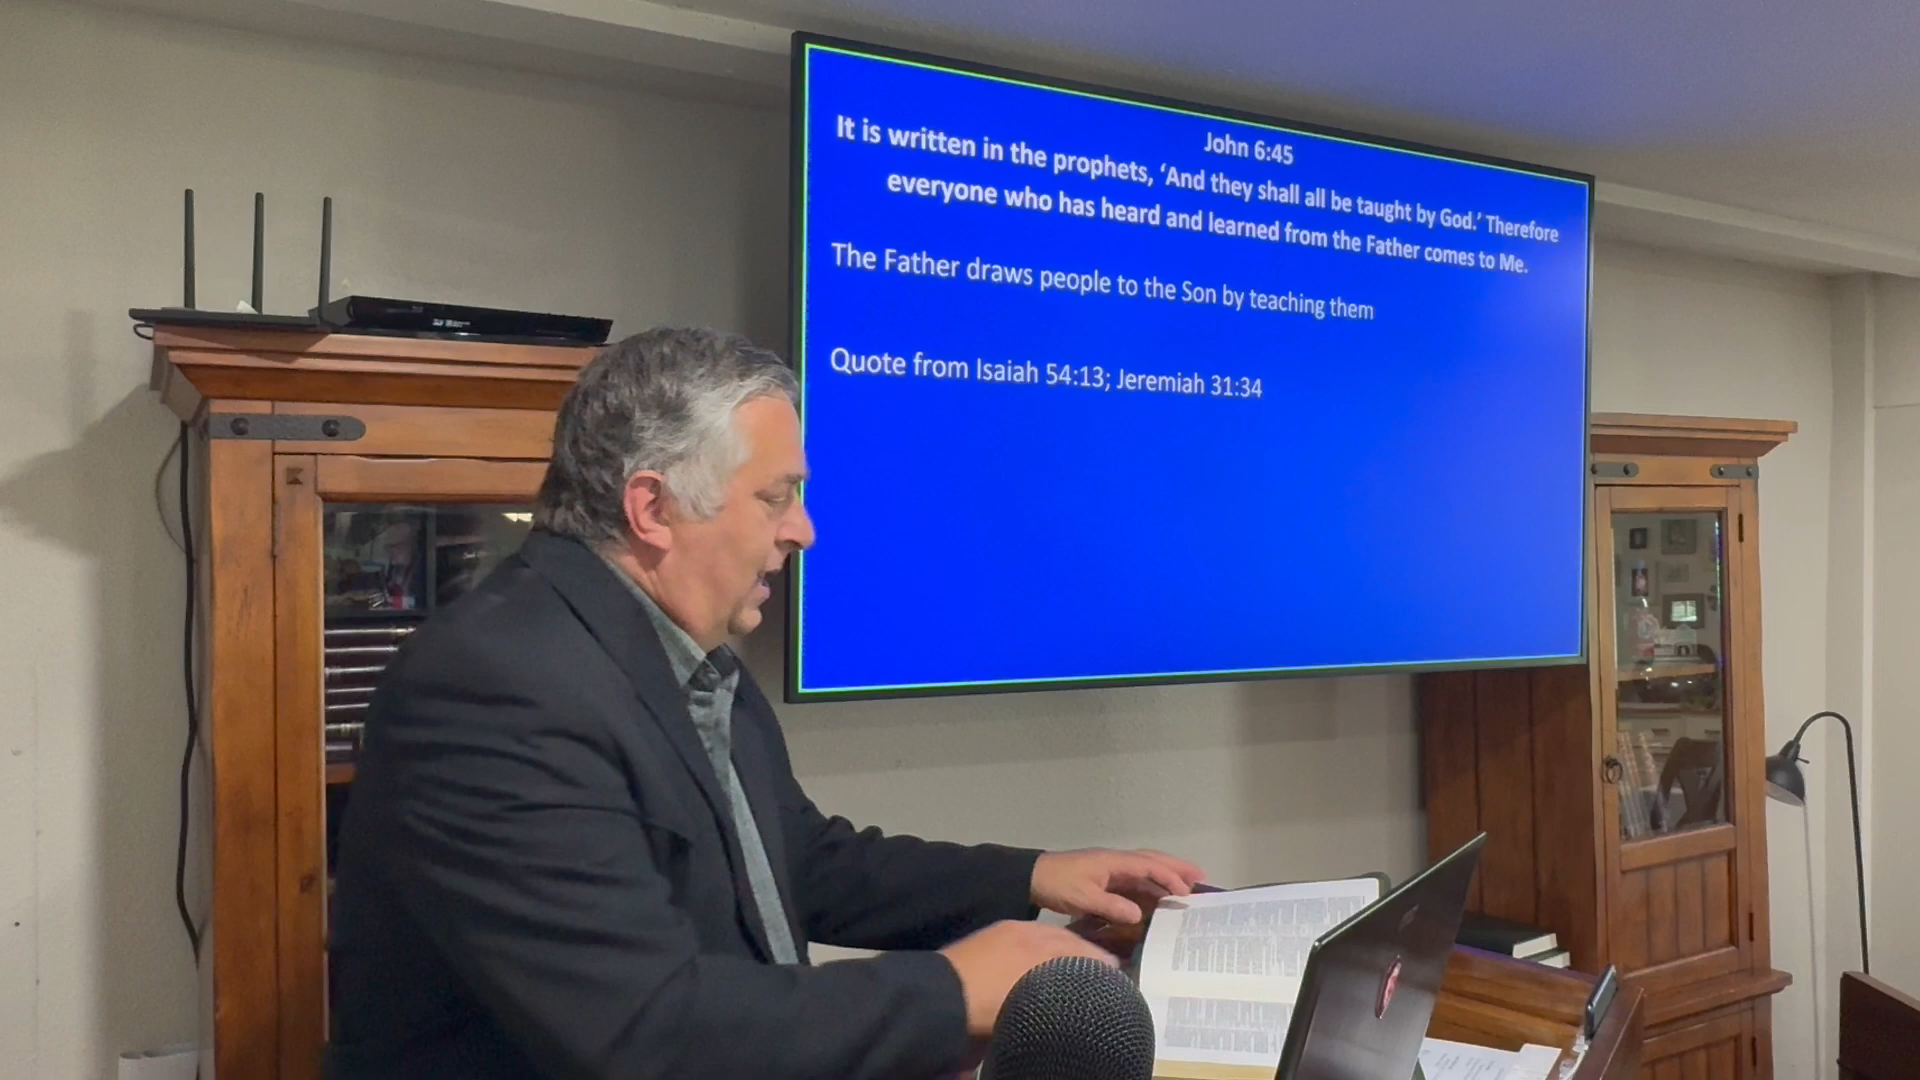 John 6:45
It is written in the prophets, ‘And they shall all be taught by God.’ Therefore
everyone who has heard and learned from the Father comes to Me.
The Father draws people to the Son by teaching them
Quote from Isaiah 54:13; Jeremiah 31:34